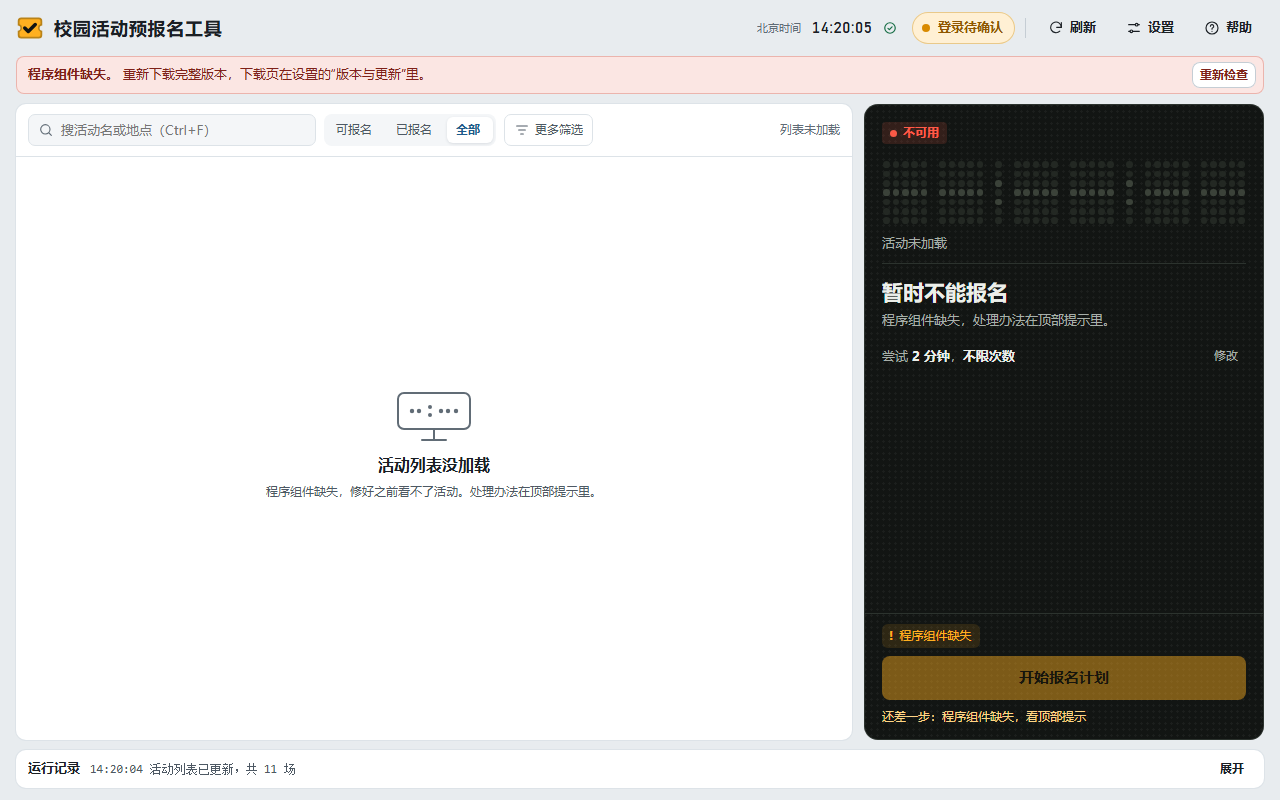 校园活动预报名工具
北京时间 14:20:05 登录待确认 刷新 设置 帮助
程序组件缺失。 重新下载完整版本，下载页在设置的“版本与更新”里。 重新检查
搜活动名或地点（Ctrl+F） 可报名 已报名 全部 更多筛选 列表未加载
活动列表没加载
程序组件缺失，修好之前看不了活动。处理办法在顶部提示里。
不可用
--:--:--
活动未加载
暂时不能报名
程序组件缺失，处理办法在顶部提示里。
尝试 2 分钟，不限次数 修改
! 程序组件缺失
开始报名计划
还差一步：程序组件缺失，看顶部提示
运行记录 14:20:04 活动列表已更新，共 11 场 展开